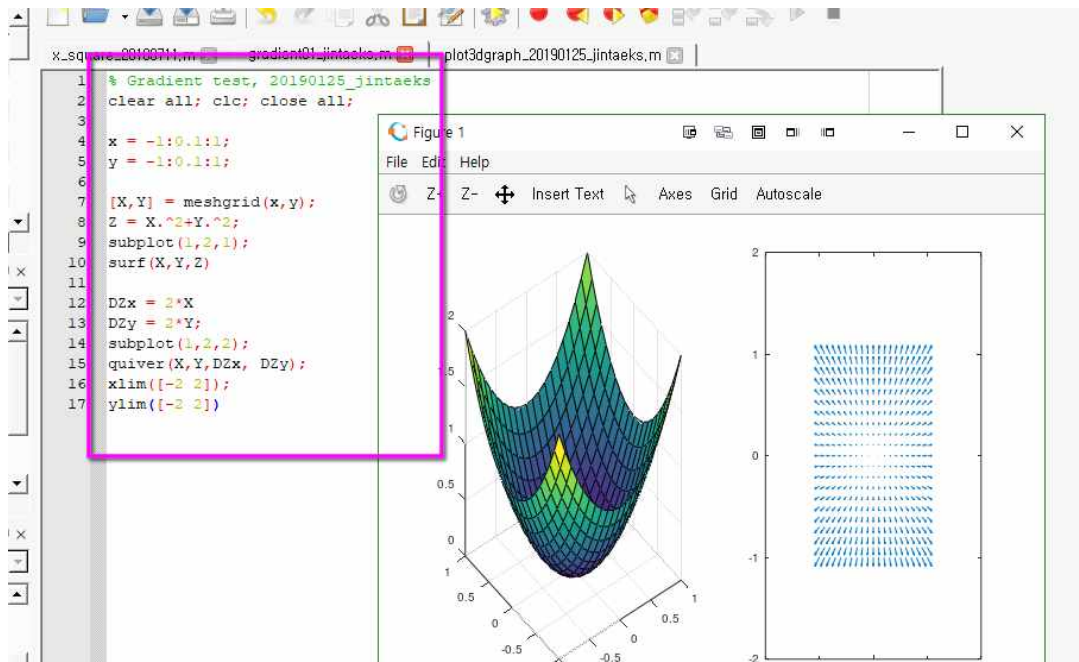 x_square_20180711,m
gradient01_jintaeks,m
plot3dgraph_20190125_jintaeks,m
1 % Gradient test, 20190125_jintaeks
2 clear all; clc; close all;
3
4 x = -1:0.1:1;
5 y = -1:0.1:1;
6
7 [X,Y] = meshgrid(x,y);
8 Z = X.^2+Y.^2;
9 subplot(1,2,1);
10 surf(X,Y,Z)
11
12 DZx = 2*X
13 DZy = 2*Y;
14 subplot(1,2,2);
15 quiver(X,Y,DZx, DZy);
16 xlim([-2 2]);
17 ylim([-2 2])
Figure 1
File Edit Help
Z+ Z- Insert Text Axes Grid Autoscale
2
1.5
1
0.5
0
1
0.5
0
-0.5
1
0.5
0
-0.5
2
1
0
-1
-2